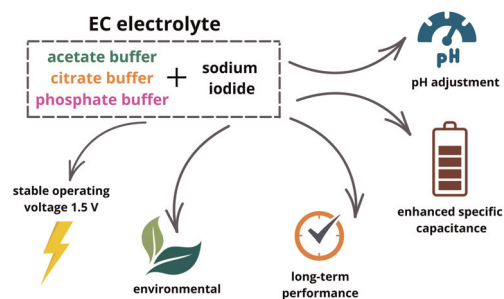 EC electrolyte
acetate buffer
citrate buffer
phosphate buffer
+
sodium
iodide
pH
pH adjustment
stable operating
voltage 1.5 V
environmental
long-term
performance
enhanced specific
capacitance